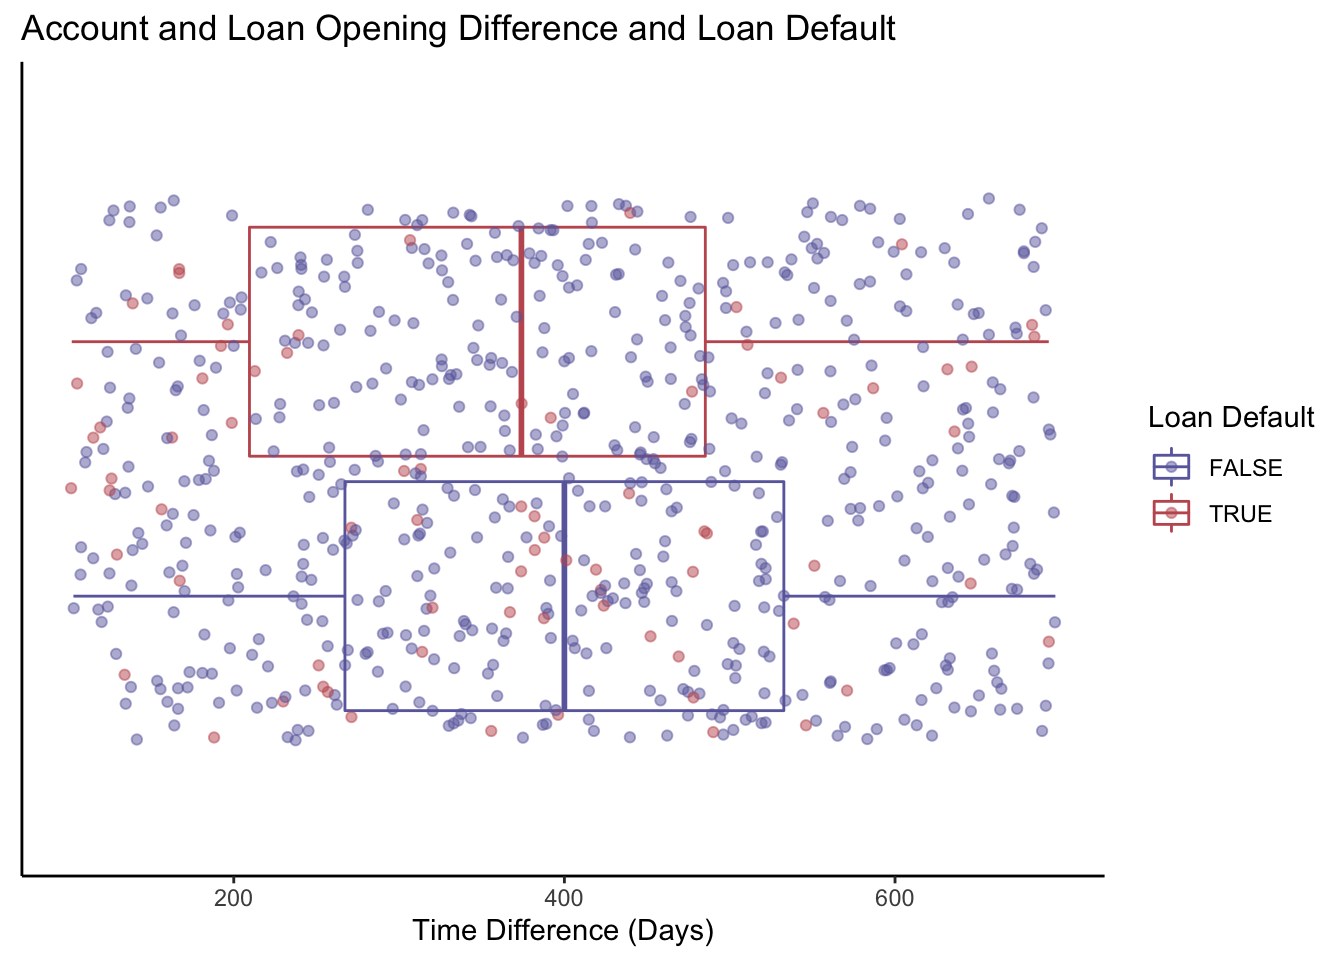 Account and Loan Opening Difference and Loan Default
Loan Default
FALSE
TRUE
200
400
600
Time Difference (Days)